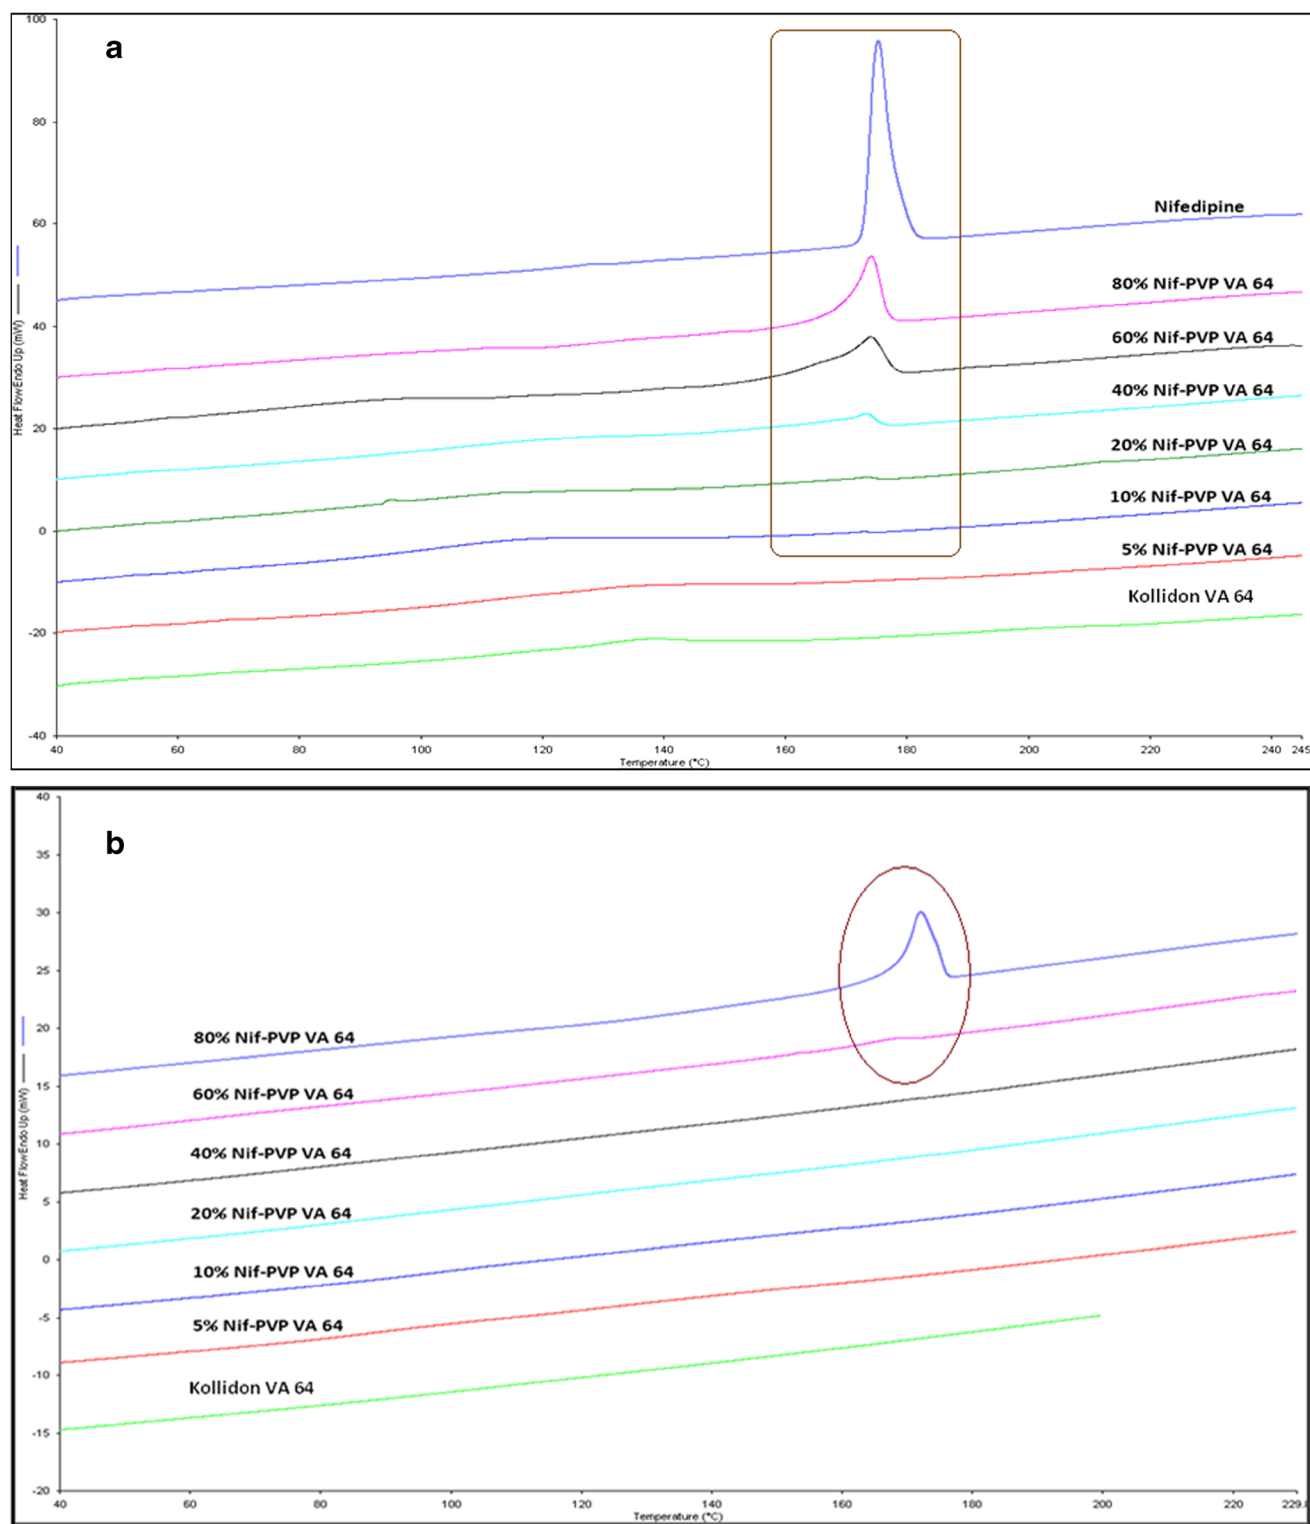 100
a
80
60
40
20
0
-20
-40
Heat Flow Endo Up (mW)
Nifedipine
80% Nif-PVP VA 64
60% Nif-PVP VA 64
40% Nif-PVP VA 64
20% Nif-PVP VA 64
10% Nif-PVP VA 64
5% Nif-PVP VA 64
Kollidon VA 64
40 60 80 100 120 140 160 180 200 220 240 245
Temperature (°C)
40
b
35
30
25
20
15
10
5
0
-5
-10
-15
-20
Heat Flow Endo Up (mW)
80% Nif-PVP VA 64
60% Nif-PVP VA 64
40% Nif-PVP VA 64
20% Nif-PVP VA 64
10% Nif-PVP VA 64
5% Nif-PVP VA 64
Kollidon VA 64
40 60 80 100 120 140 160 180 200 220
Temperature (°C)